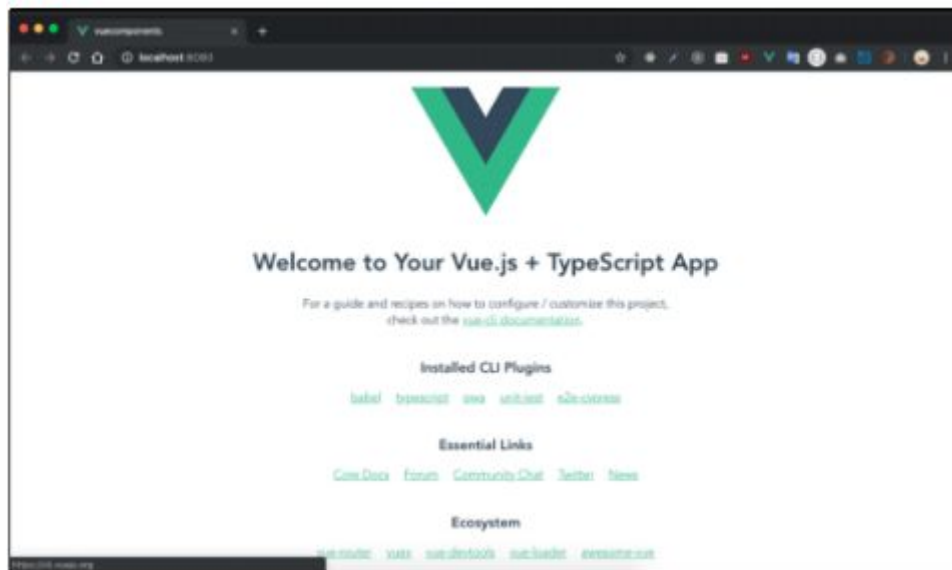 vuecomponents
localhost:8080
Welcome to Your Vue.js + TypeScript App
For a guide and recipes on how to configure / customize this project,
check out the vue-cli documentation.
Installed CLI Plugins
babel typescript pwa unit-jest e2e-cypress
Essential Links
Core Docs Forum Community Chat Twitter News
Ecosystem
vue-router vuex vue-devtools vue-loader awesome-vue